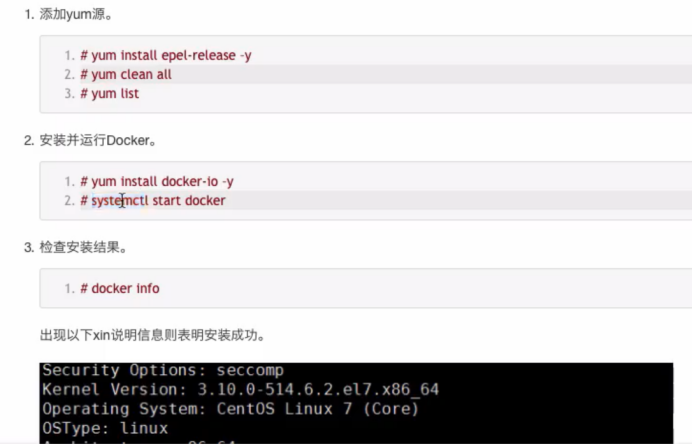 1. 添加yum源。
1. # yum install epel-release -y
2. # yum clean all
3. # yum list
2. 安装并运行Docker。
1. # yum install docker-io -y
2. # systemctl start docker
3. 检查安装结果。
1. # docker info
出现以下xin说明信息则表明安装成功。
Security Options: seccomp
Kernel Version: 3.10.0-514.6.2.el7.x86_64
Operating System: CentOS Linux 7 (Core)
OSType: linux